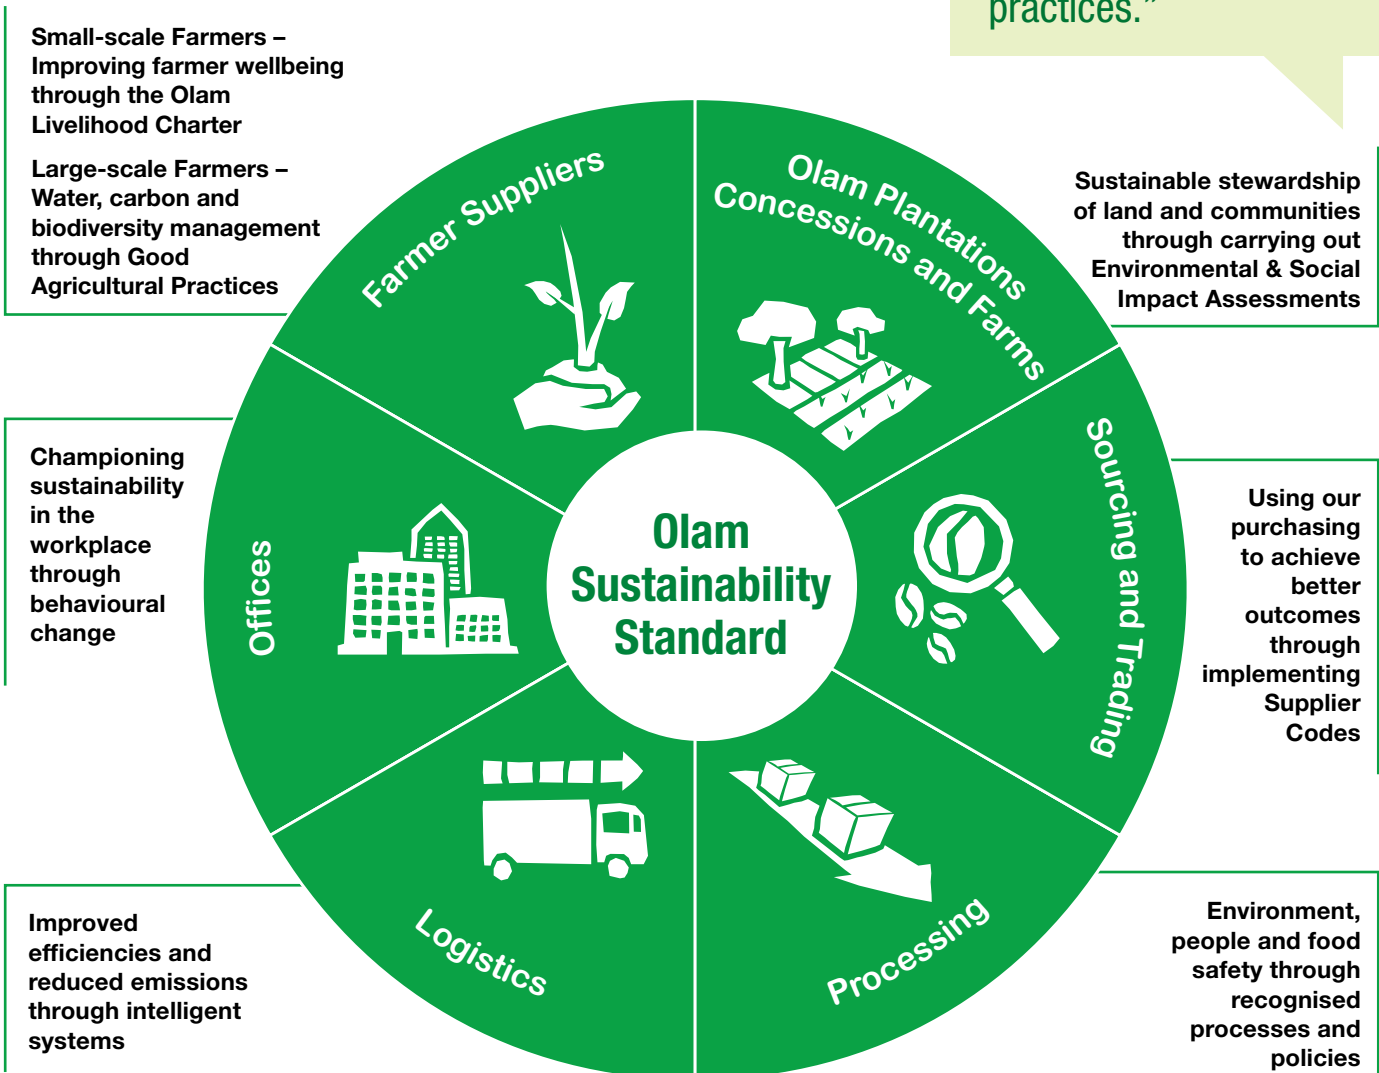 practices.”
Small-scale Farmers –
Improving farmer wellbeing
through the Olam
Livelihood Charter
Large-scale Farmers –
Water, carbon and
biodiversity management
through Good
Agricultural Practices
Farmer Suppliers
Olam Plantations
Concessions and Farms
Sustainable stewardship
of land and communities
through carrying out
Environmental & Social
Impact Assessments
Championing
sustainability
in the
workplace
through
behavioural
change
Offices
Olam
Sustainability
Standard
Sourcing and Trading
Using our
purchasing
to achieve
better
outcomes
through
implementing
Supplier
Codes
Improved
efficiencies and
reduced emissions
through intelligent
systems
Logistics
Processing
Environment,
people and food
safety through
recognised
processes and
policies